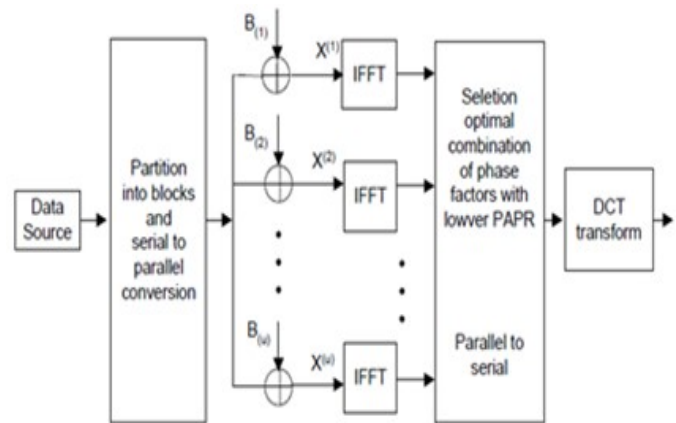 Data
Source
Partition
into blocks
and
serial to
parallel
conversion
B(1)
X(1)
IFFT
B(2)
X(2)
IFFT
B(u)
X(u)
IFFT
Seletion
optimal
combination
of phase
factors with
lowver PAPR
Parallel to
serial
DCT
transform